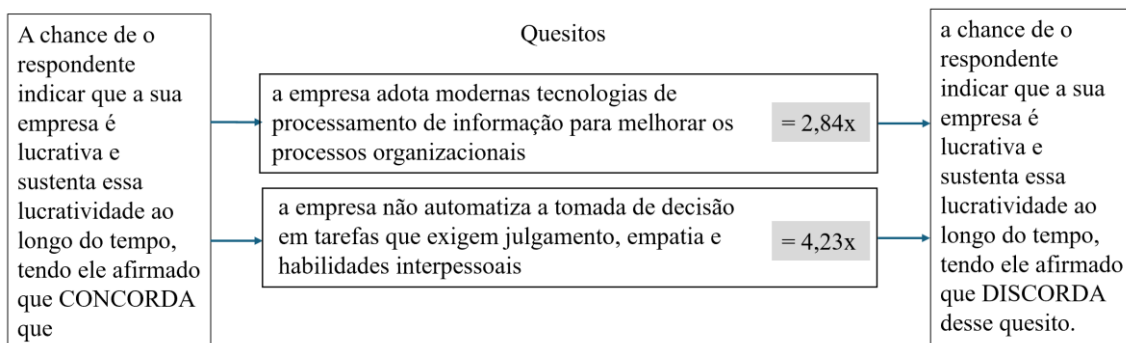 A chance de o
respondente
indicar que a sua
empresa é
lucrativa e
sustenta essa
lucratividade ao
longo do tempo,
tendo ele afirmado
que CONCORDA
que
Quesitos
a empresa adota modernas tecnologias de
processamento de informação para melhorar os
processos organizacionais
= 2,84x
a empresa não automatiza a tomada de decisão
em tarefas que exigem julgamento, empatia e
habilidades interpessoais
= 4,23x
a chance de o
respondente
indicar que a sua
empresa é
lucrativa e
sustenta essa
lucratividade ao
longo do tempo,
tendo ele afirmado
que DISCORDA
desse quesito.